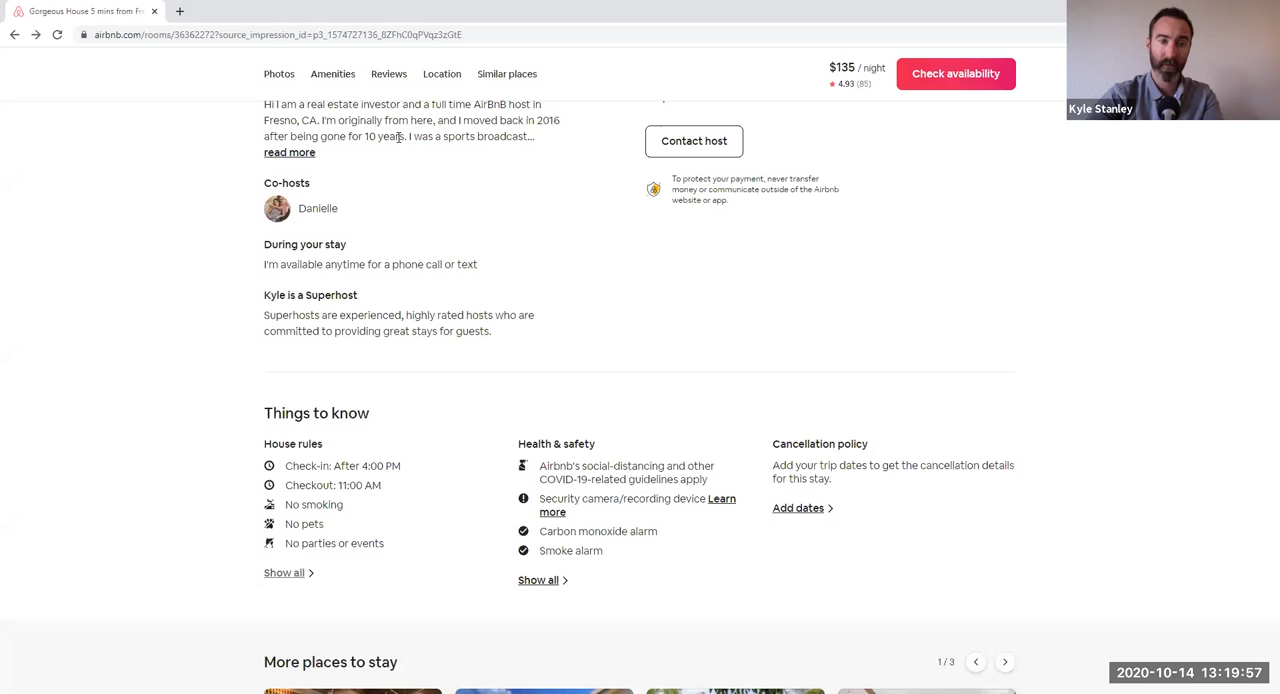 Gorgeous House 5 mins from Fr
airbnb.com/rooms/36362272?source_impression_id=p3_1574727136_8ZFhC0qPVqz3zGtE
Photos Amenities Reviews Location Similar places
$135 / night
4.93 (85)
Check availability
Kyle Stanley
Hi I am a real estate investor and a full time AirBnB host in
Fresno, CA. I'm originally from here, and I moved back in 2016
after being gone for 10 years. I was a sports broadcast...
read more
Contact host
To protect your payment, never transfer
money or communicate outside of the Airbnb
website or app.
Co-hosts
Danielle
During your stay
I'm available anytime for a phone call or text
Kyle is a Superhost
Superhosts are experienced, highly rated hosts who are
committed to providing great stays for guests.
Things to know
House rules
Check-in: After 4:00 PM
Checkout: 11:00 AM
No smoking
No pets
No parties or events
Show all
Health & safety
Airbnb's social-distancing and other
COVID-19-related guidelines apply
Security camera/recording device Learn
more
Carbon monoxide alarm
Smoke alarm
Show all
Cancellation policy
Add your trip dates to get the cancellation details
for this stay.
Add dates
More places to stay
1 / 3
2020-10-14 13:19:57